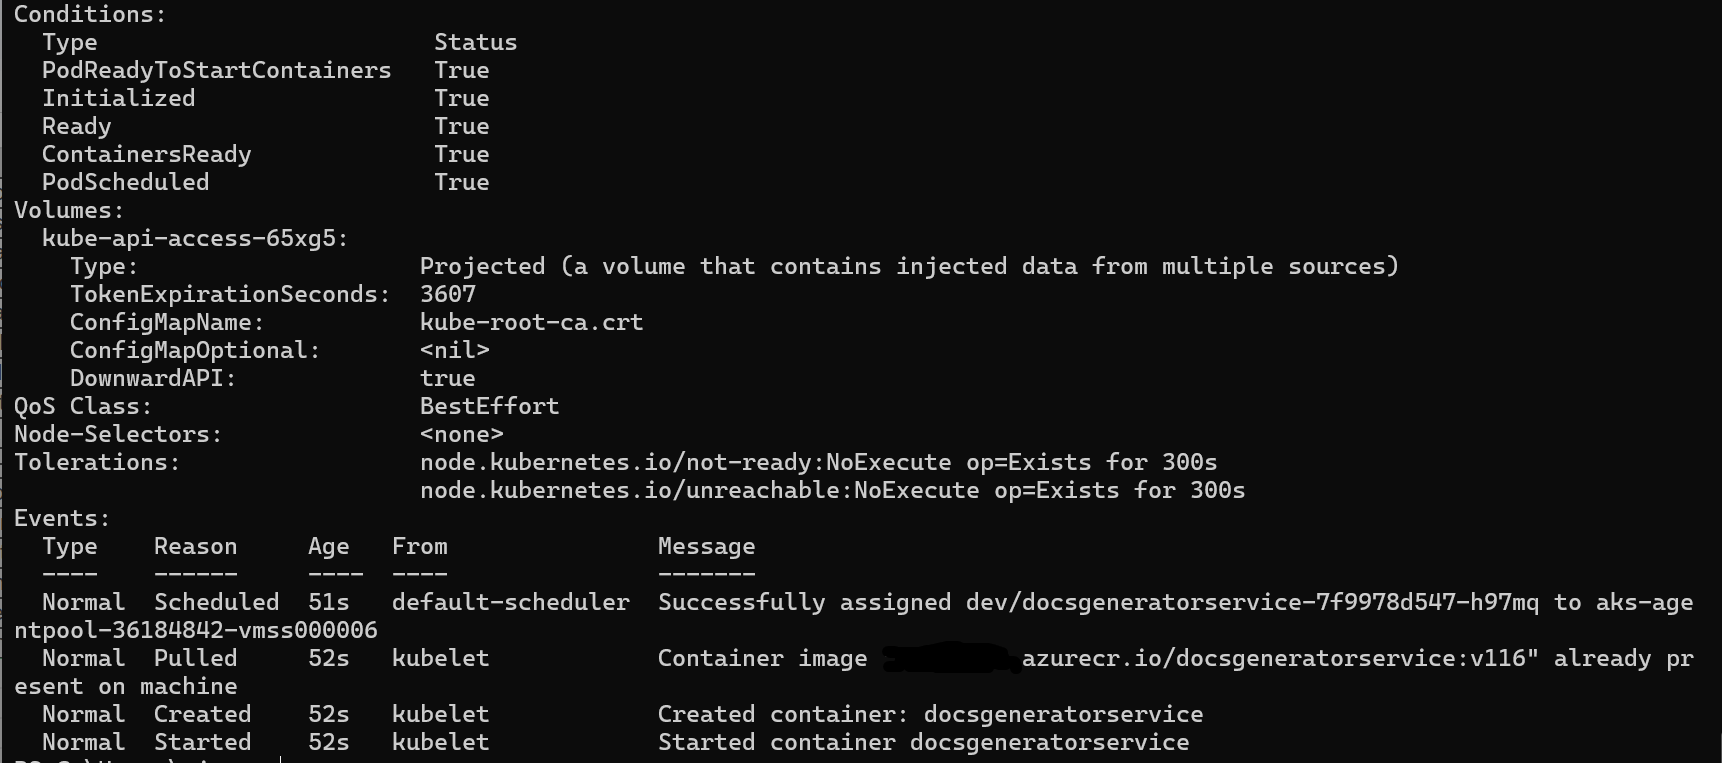 Conditions:
Type Status
PodReadyToStartContainers True
Initialized True
Ready True
ContainersReady True
PodScheduled True
Volumes:
kube-api-access-65xg5:
Type: Projected (a volume that contains injected data from multiple sources)
TokenExpirationSeconds: 3607
ConfigMapName: kube-root-ca.crt
ConfigMapOptional: <nil>
DownwardAPI: true
QoS Class: BestEffort
Node-Selectors: <none>
Tolerations: node.kubernetes.io/not-ready:NoExecute op=Exists for 300s
node.kubernetes.io/unreachable:NoExecute op=Exists for 300s
Events:
Type Reason Age From Message
---- ------ ---- ---- -------
Normal Scheduled 51s default-scheduler Successfully assigned dev/docsgeneratorservice-7f9978d547-h97mq to aks-age
ntpool-36184842-vmss000006
Normal Pulled 52s kubelet Container image azurecr.io/docsgeneratorservice:v116" already pr
esent on machine
Normal Created 52s kubelet Created container: docsgeneratorservice
Normal Started 52s kubelet Started container docsgeneratorservice